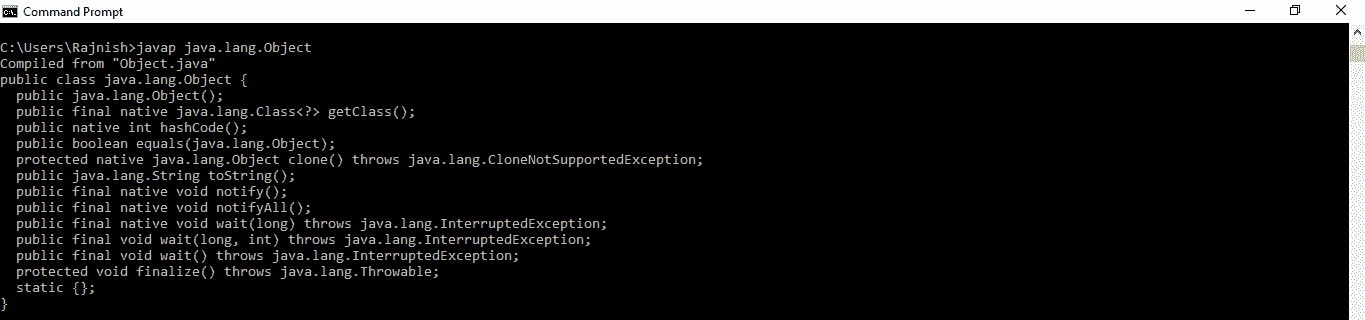 Command Prompt
C:\Users\Rajnish>javap java.lang.Object
Compiled from "Object.java"
public class java.lang.Object {
  public java.lang.Object();
  public final native java.lang.Class<?> getClass();
  public native int hashCode();
  public boolean equals(java.lang.Object);
  protected native java.lang.Object clone() throws java.lang.CloneNotSupportedException;
  public java.lang.String toString();
  public final native void notify();
  public final native void notifyAll();
  public final native void wait(long) throws java.lang.InterruptedException;
  public final void wait(long, int) throws java.lang.InterruptedException;
  public final void wait() throws java.lang.InterruptedException;
  protected void finalize() throws java.lang.Throwable;
  static {};
}